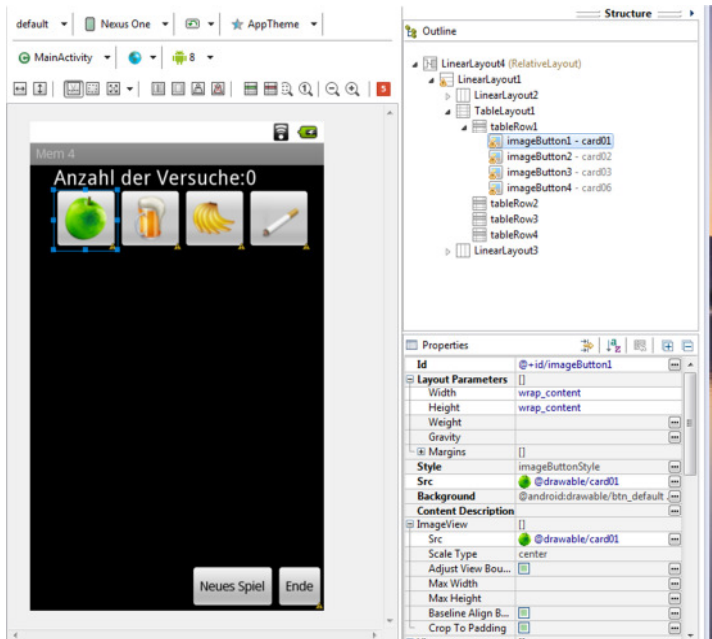 Structure
default Nexus One AppTheme
MainActivity 8
5
Mem 4
Anzahl der Versuche:0
Neues Spiel Ende
Outline
LinearLayout4 (RelativeLayout)
LinearLayout1
LinearLayout2
TableLayout1
tableRow1
imageButton1 - card01
imageButton2 - card02
imageButton3 - card03
imageButton4 - card06
tableRow2
tableRow3
tableRow4
LinearLayout3
Properties
Id @+id/imageButton1
Layout Parameters []
Width wrap_content
Height wrap_content
Weight
Gravity
Margins []
Style imageButtonStyle
Src @drawable/card01
Background @android:drawable/btn_default
Content Description
ImageView []
Src @drawable/card01
Scale Type center
Adjust View Bou...
Max Width
Max Height
Baseline Align B...
Crop To Padding